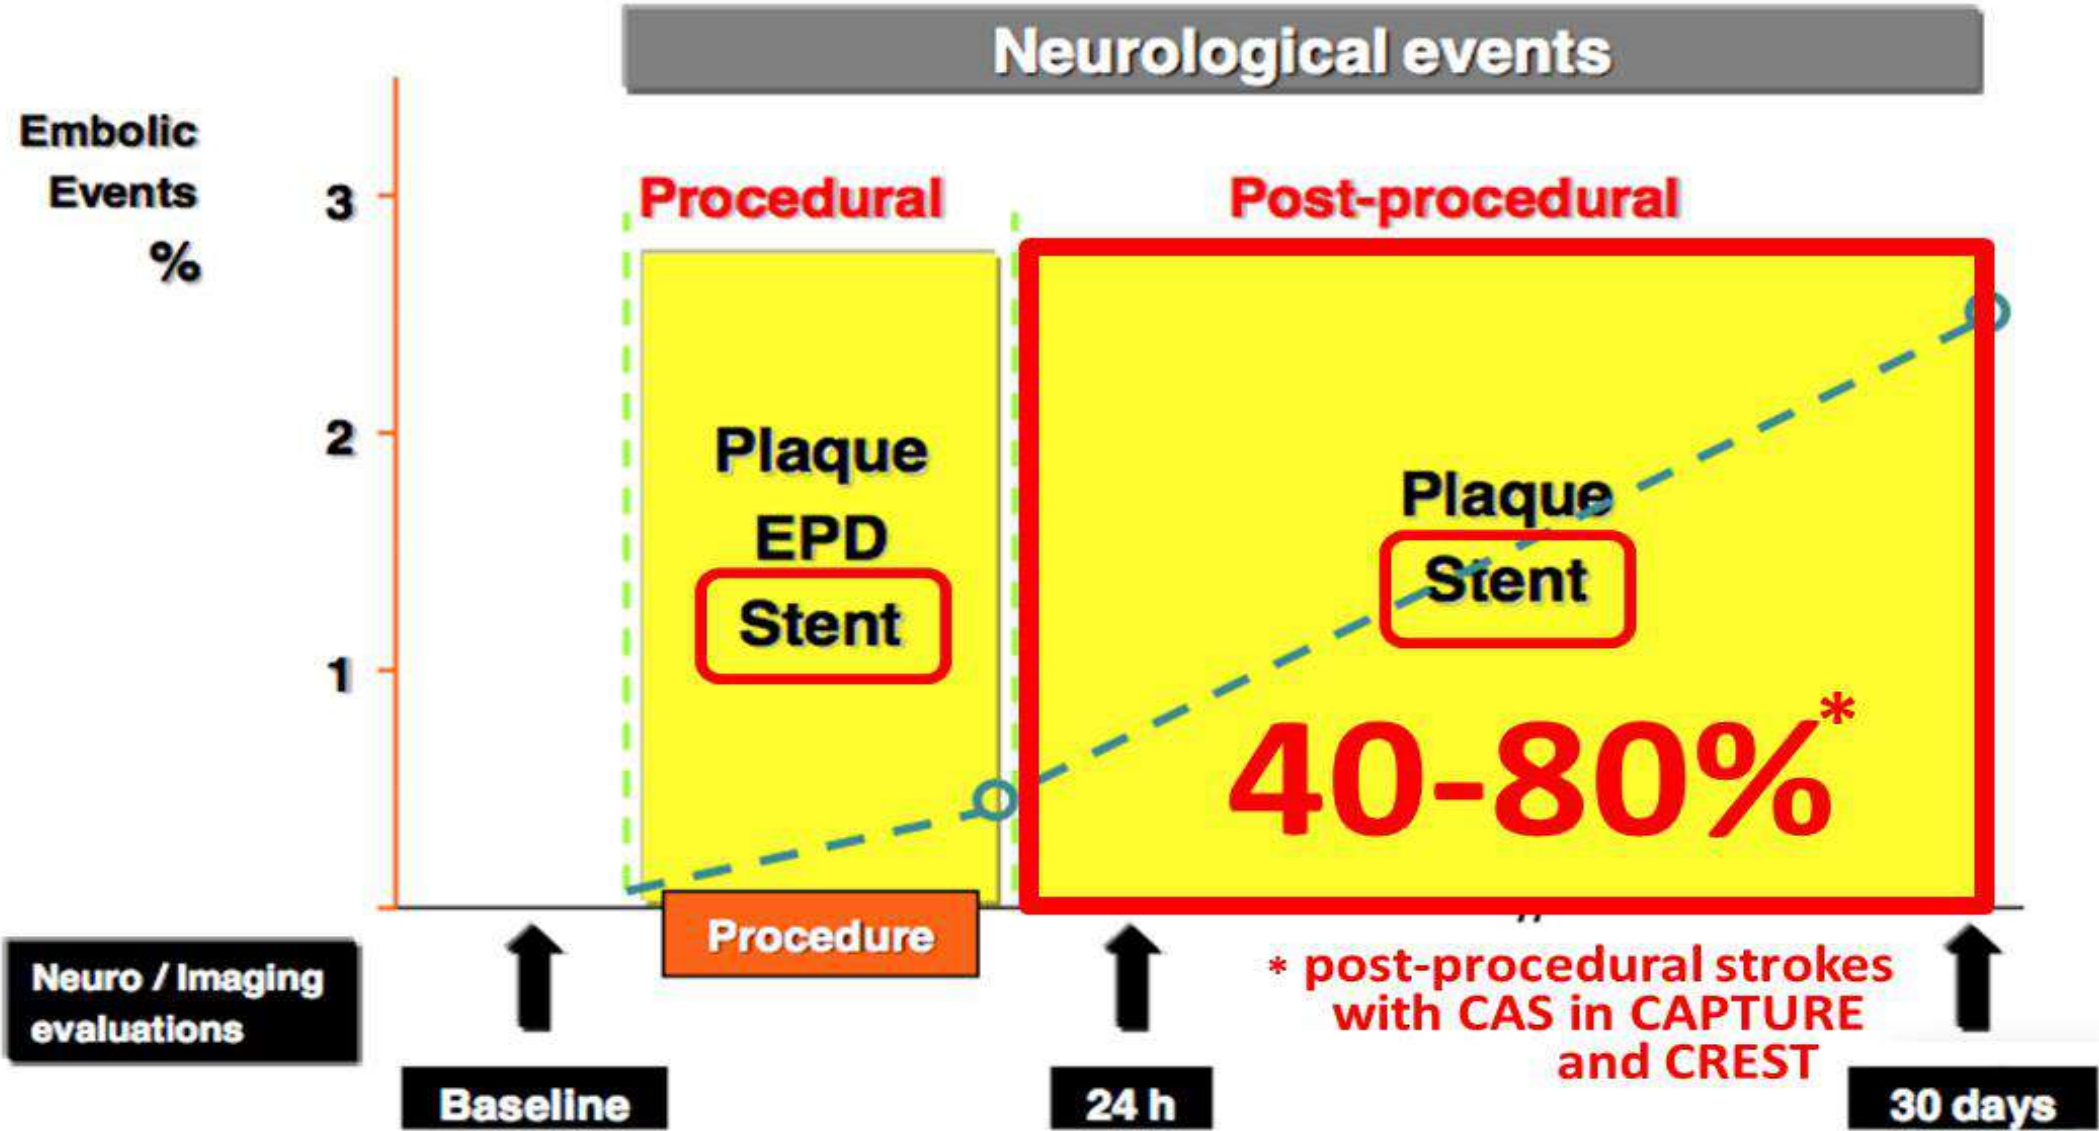 Neurological events
Embolic
Events
%
3
2
1
Procedural
Post-procedural
Plaque
EPD
Stent
Plaque
Stent
40-80%*
Procedure
Neuro / Imaging
evaluations
* post-procedural strokes
with CAS in CAPTURE
and CREST
Baseline
24 h
30 days